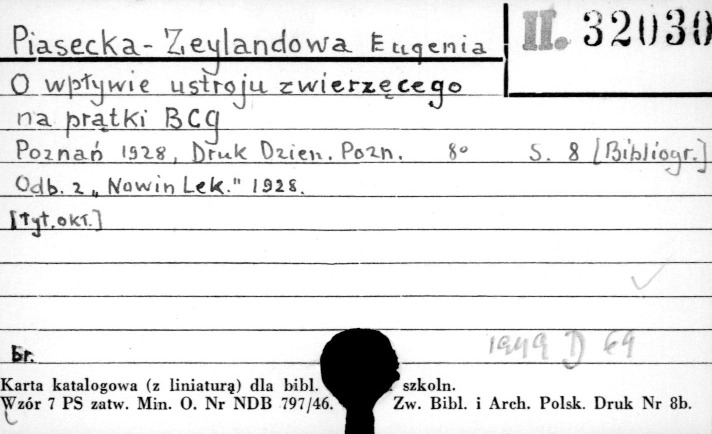 Piasecka-Zeylandowa Eugenia
II. 32030
O wpływie ustroju zwierzęcego
na prątki BCG
Poznań 1928, Druk Dzien. Pozn. 8° S. 8 [Bibliogr.]
Odb. z „Nowin Lek." 1928.
[tyt. okł.]
br.
1949 D 69
Karta katalogowa (z liniaturą) dla bibl. szkoln.
Wzór 7 PS zatw. Min. O. Nr NDB 797/46. Zw. Bibl. i Arch. Polsk. Druk Nr 8b.